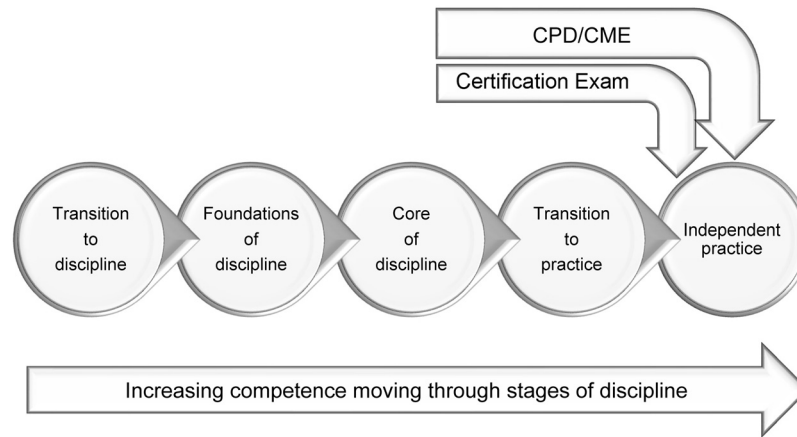 CPD/CME
Certification Exam
Transition
to
discipline
Foundations
of
discipline
Core
of
discipline
Transition
to
practice
Independent
practice
Increasing competence moving through stages of discipline